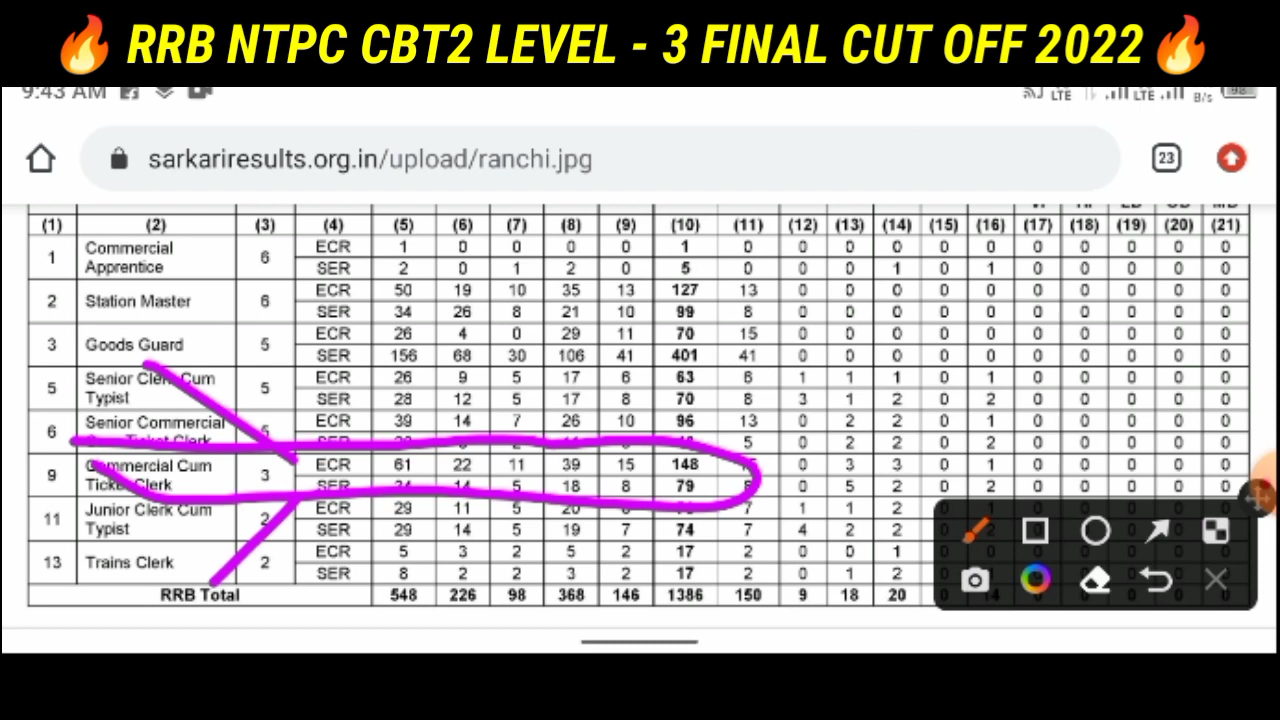 🔥 RRB NTPC CBT2 LEVEL - 3 FINAL CUT OFF 2022 🔥
9:43 AM LTE LTE B/s 98
sarkariresults.org.in/upload/ranchi.jpg 23
(1) (2) (3) (4) (5) (6) (7) (8) (9) (10) (11) (12) (13) (14) (15) (16) (17) (18) (19) (20) (21)
1 Commercial Apprentice 6 ECR 1 0 0 0 0 1 0 0 0 0 0 0 0 0 0 0 0
SER 2 0 1 2 0 5 0 0 0 1 0 1 0 0 0 0 0
2 Station Master 6 ECR 50 19 10 35 13 127 13 0 0 0 0 0 0 0 0 0 0
SER 34 26 8 21 10 99 8 0 0 0 0 0 0 0 0 0 0
3 Goods Guard 5 ECR 26 4 0 29 11 70 15 0 0 0 0 0 0 0 0 0 0
SER 156 68 30 106 41 401 41 0 0 0 0 0 0 0 0 0 0
5 Senior Clerk Cum Typist 5 ECR 26 9 5 17 6 63 6 1 1 1 0 1 0 0 0 0 0
SER 28 12 5 17 8 70 8 3 1 2 0 2 0 0 0 0 0
6 Senior Commercial Cum Ticket Clerk 5 ECR 39 14 7 26 10 96 13 0 2 2 0 1 0 0 0 0 0
SER 5 0 2 2 0 2 0 0 0 0 0
9 Commercial Cum Ticket Clerk 3 ECR 61 22 11 39 15 148 0 3 3 0 1 0 0 0 0 0
SER 24 14 5 18 8 79 0 5 2 0 2 0 0 0 0 0
11 Junior Clerk Cum Typist 2 ECR 29 11 5 20 7 1 1 2
SER 29 14 5 19 7 74 7 4 2 2
13 Trains Clerk 2 ECR 5 3 2 5 2 17 2 0 0 1
SER 8 2 2 3 2 17 2 0 1 2
RRB Total 548 226 98 368 146 1386 150 9 18 20 14